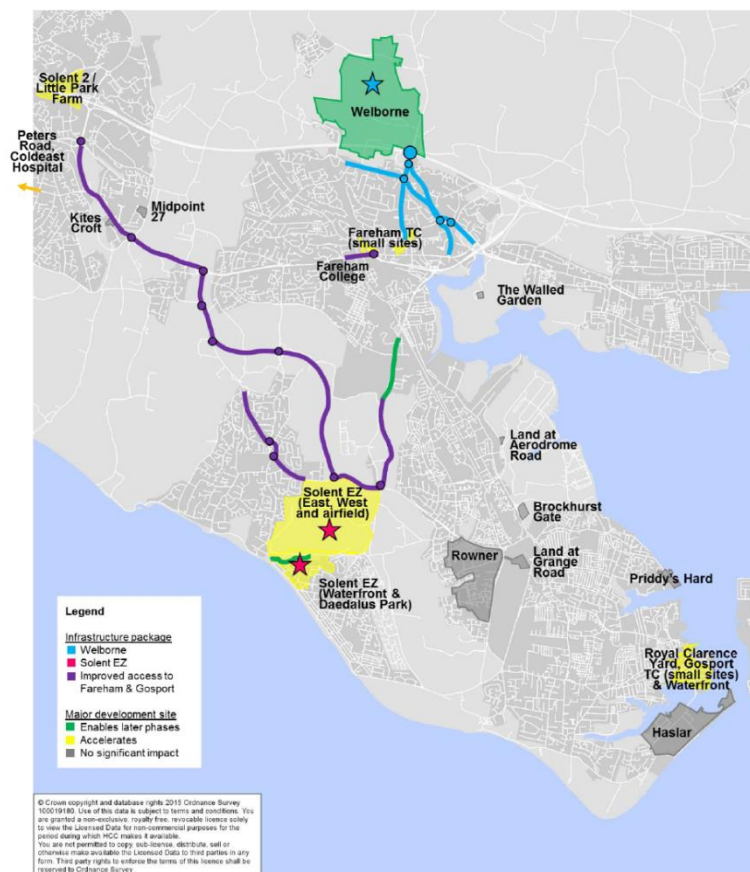 Solent 2 /
Little Park
Farm
Welborne
Peters
Road,
Coldeast
Hospital
Midpoint
27
Kites
Croft
Fareham TC
(small sites)
Fareham
College
The Walled
Garden
Land at
Aerodrome
Road
Solent EZ
(East, West
and airfield)
Brockhurst
Gate
Rowner
Land at
Grange
Road
Priddy's Hard
Solent EZ
(Waterfront &
Daedalus Park)
Royal Clarence
Yard, Gosport
TC (small sites)
& Waterfront
Haslar
Legend
Infrastructure package
Welborne
Solent EZ
Improved access to
Fareham & Gosport
Major development site
Enables later phases
Accelerates
No significant impact
© Crown copyright and database rights 2015 Ordnance Survey
100019180. Use of this data is subject to terms and conditions. You
are granted a non-exclusive, royalty free, revocable licence solely
to view the Licensed Data for non-commercial purposes for the
period during which HCC makes it available.
You are not permitted to copy, sub-license, distribute, sell or
otherwise make available the Licensed Data to third parties in any
form. Third party rights to enforce the terms of this licence shall be
reserved to Ordnance Survey